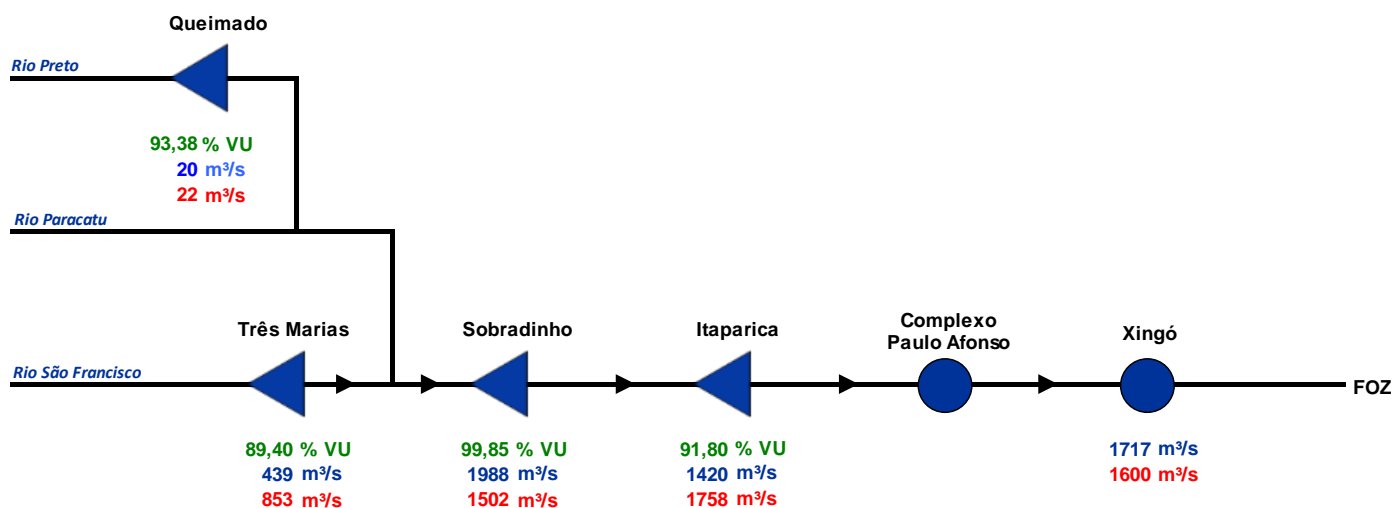 Queimado
Rio Preto
93,38 % VU
20 m³/s
22 m³/s
Rio Paracatu
Três Marias
Sobradinho
Itaparica
Complexo
Paulo Afonso
Xingó
Rio São Francisco
FOZ
89,40 % VU
439 m³/s
853 m³/s
99,85 % VU
1988 m³/s
1502 m³/s
91,80 % VU
1420 m³/s
1758 m³/s
1717 m³/s
1600 m³/s